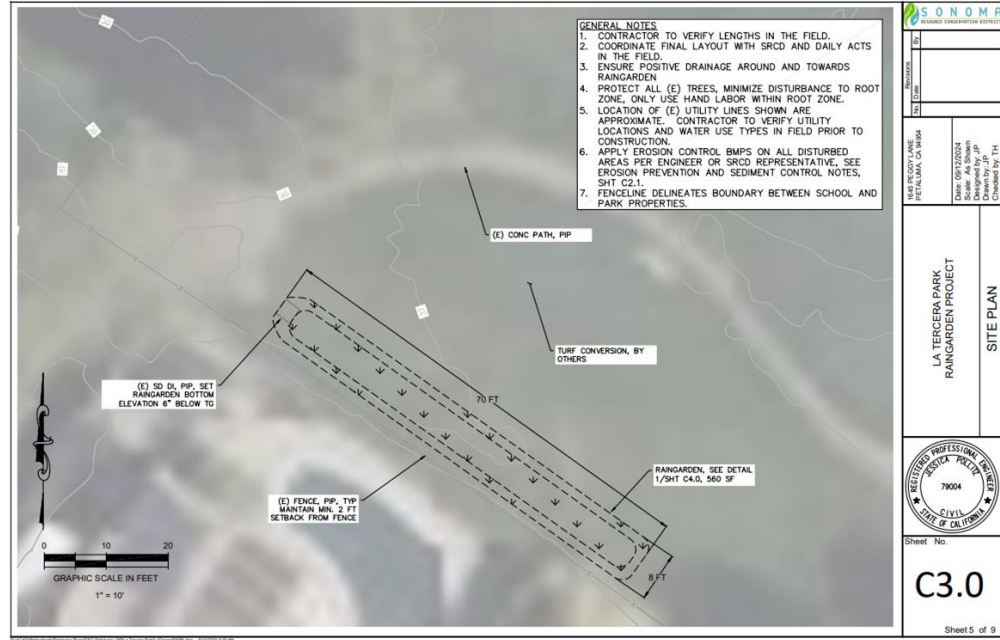 GENERAL NOTES
1. CONTRACTOR TO VERIFY LENGTHS IN THE FIELD.
2. COORDINATE FINAL LAYOUT WITH SRCD AND DAILY ACTS
IN THE FIELD.
3. ENSURE POSITIVE DRAINAGE AROUND AND TOWARDS
RAINGARDEN
4. PROTECT ALL (E) TREES, MINIMIZE DISTURBANCE TO ROOT
ZONE, ONLY USE HAND LABOR WITHIN ROOT ZONE.
5. LOCATION OF (E) UTILITY LINES SHOWN ARE
APPROXIMATE. CONTRACTOR TO VERIFY UTILITY
LOCATIONS AND WATER USE TYPES IN FIELD PRIOR TO
CONSTRUCTION.
6. APPLY EROSION CONTROL BMPS ON ALL DISTURBED
AREAS PER ENGINEER OR SRCD REPRESENTATIVE, SEE
EROSION PREVENTION AND SEDIMENT CONTROL NOTES,
SHT C2.1.
7. FENCELINE DELINEATES BOUNDARY BETWEEN SCHOOL AND
PARK PROPERTIES.
(E) CONC PATH, PIP
TURF CONVERSION, BY
OTHERS
(E) SD DI, PIP, SET
RAINGARDEN BOTTOM
ELEVATION 6" BELOW TG
70 FT
RAINGARDEN, SEE DETAIL
1/SHT C4.0, 560 SF
(E) FENCE, PIP, TYP
MAINTAIN MIN. 2 FT
SETBACK FROM FENCE
8 FT
0 10 20
GRAPHIC SCALE IN FEET
1" = 10'
SONOMA
RESOURCE CONSERVATION DISTRICT
Revisions
No. Date By
1645 PEGGY LANE
PETALUMA, CA 94954
Date: 09/12/2024
Scale: As Shown
Designed by: JP
Drawn by: JP
Checked by: TH
LA TERCERA PARK
RAINGARDEN PROJECT
SITE PLAN
REGISTERED PROFESSIONAL ENGINEER
JESSICA POLLITZ
79004
CIVIL
STATE OF CALIFORNIA
Sheet No.
C3.0
Sheet 5 of 9